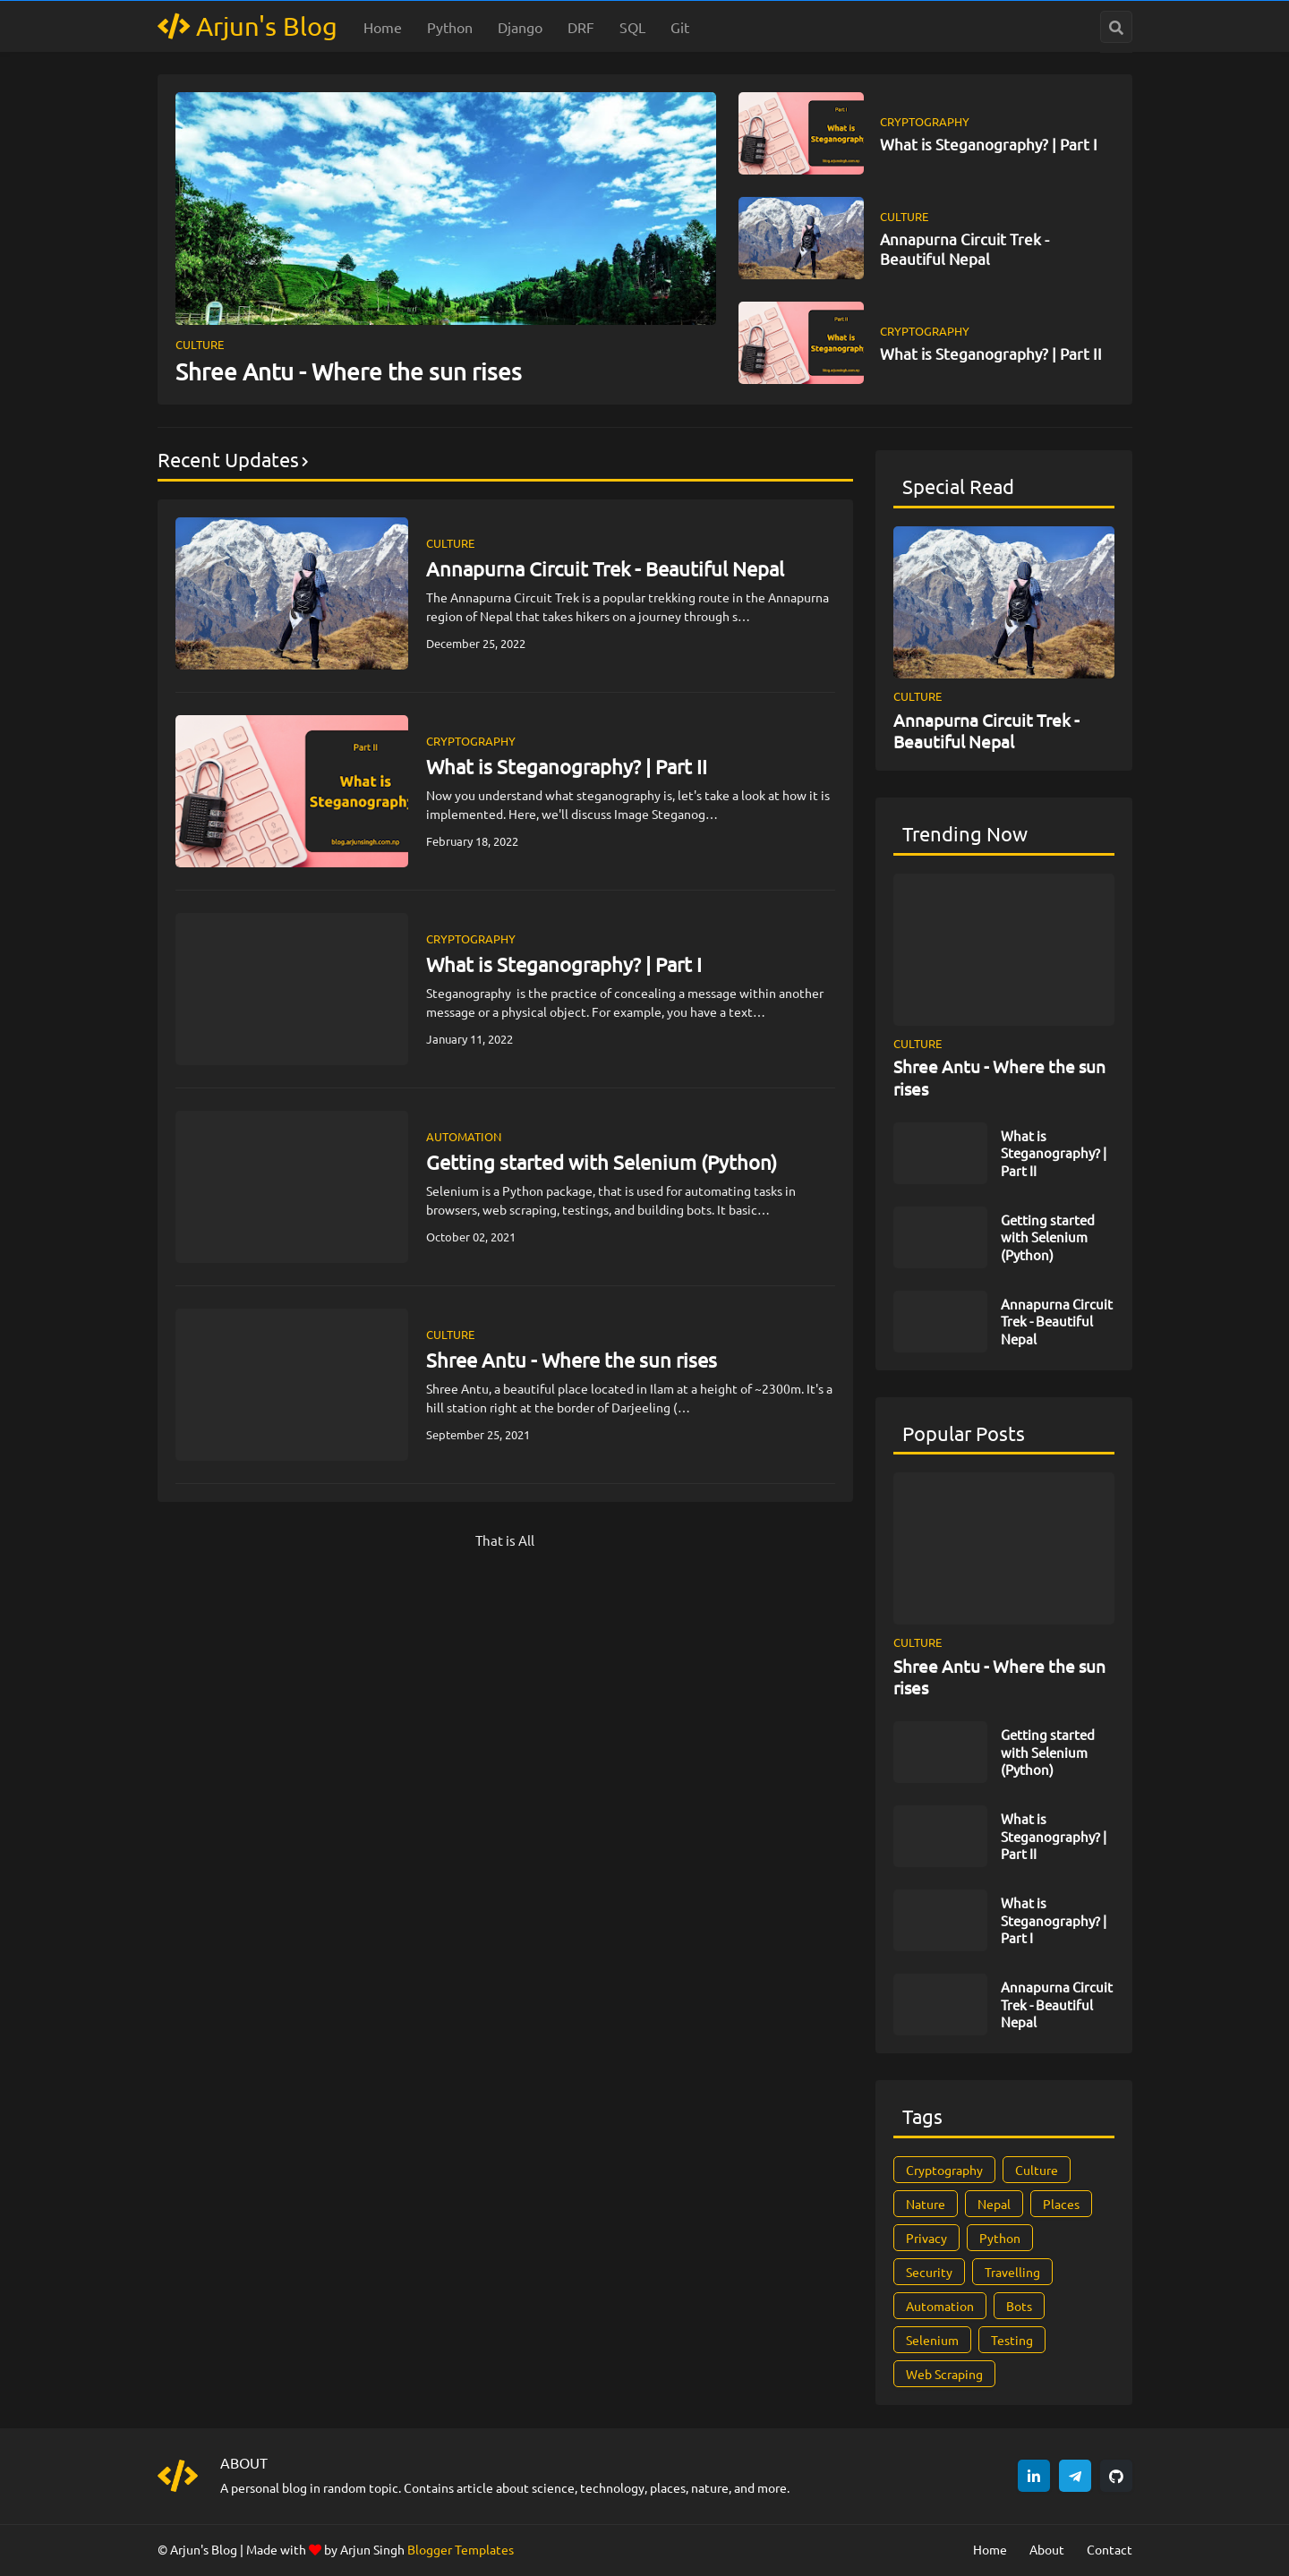 Arjun's Blog
Home Python Django DRF SQL Git
CULTURE
Shree Antu - Where the sun rises
Part I
What is
Steganography
blog.arjunsingh.com.np
CRYPTOGRAPHY
What is Steganography? | Part I
CULTURE
Annapurna Circuit Trek -
Beautiful Nepal
Part II
What is
Steganography
blog.arjunsingh.com.np
CRYPTOGRAPHY
What is Steganography? | Part II
Recent Updates
CULTURE
Annapurna Circuit Trek - Beautiful Nepal
The Annapurna Circuit Trek is a popular trekking route in the Annapurna
region of Nepal that takes hikers on a journey through s…
December 25, 2022
Part II
What is
Steganography
blog.arjunsingh.com.np
CRYPTOGRAPHY
What is Steganography? | Part II
Now you understand what steganography is, let's take a look at how it is
implemented. Here, we'll discuss Image Steganog…
February 18, 2022
CRYPTOGRAPHY
What is Steganography? | Part I
Steganography  is the practice of concealing a message within another
message or a physical object. For example, you have a text…
January 11, 2022
AUTOMATION
Getting started with Selenium (Python)
Selenium is a Python package, that is used for automating tasks in
browsers, web scraping, testings, and building bots. It basic…
October 02, 2021
CULTURE
Shree Antu - Where the sun rises
Shree Antu, a beautiful place located in Ilam at a height of ~2300m. It's a
hill station right at the border of Darjeeling (…
September 25, 2021
That is All
Special Read
CULTURE
Annapurna Circuit Trek -
Beautiful Nepal
Trending Now
CULTURE
Shree Antu - Where the sun
rises
What is
Steganography? |
Part II
Getting started
with Selenium
(Python)
Annapurna Circuit
Trek - Beautiful
Nepal
Popular Posts
CULTURE
Shree Antu - Where the sun
rises
Getting started
with Selenium
(Python)
What is
Steganography? |
Part II
What is
Steganography? |
Part I
Annapurna Circuit
Trek - Beautiful
Nepal
Tags
Cryptography Culture
Nature Nepal Places
Privacy Python
Security Travelling
Automation Bots
Selenium Testing
Web Scraping
ABOUT
A personal blog in random topic. Contains article about science, technology, places, nature, and more.
© Arjun's Blog | Made with ❤ by Arjun Singh Blogger Templates
Home About Contact